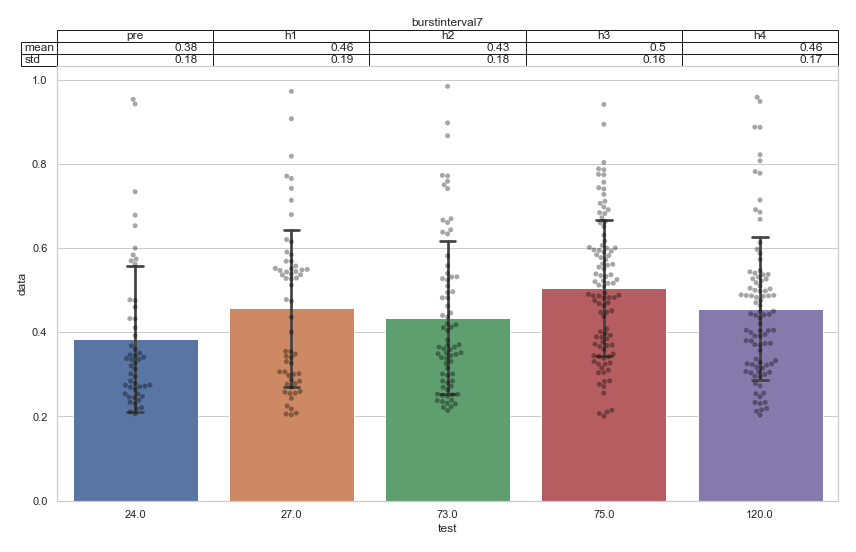 burstinterval7
pre h1 h2 h3 h4
mean 0.38 0.46 0.43 0.5 0.46
std 0.18 0.19 0.18 0.16 0.17
1.0
0.8
0.6
0.4
0.2
0.0
data
24.0 27.0 73.0 75.0 120.0
test